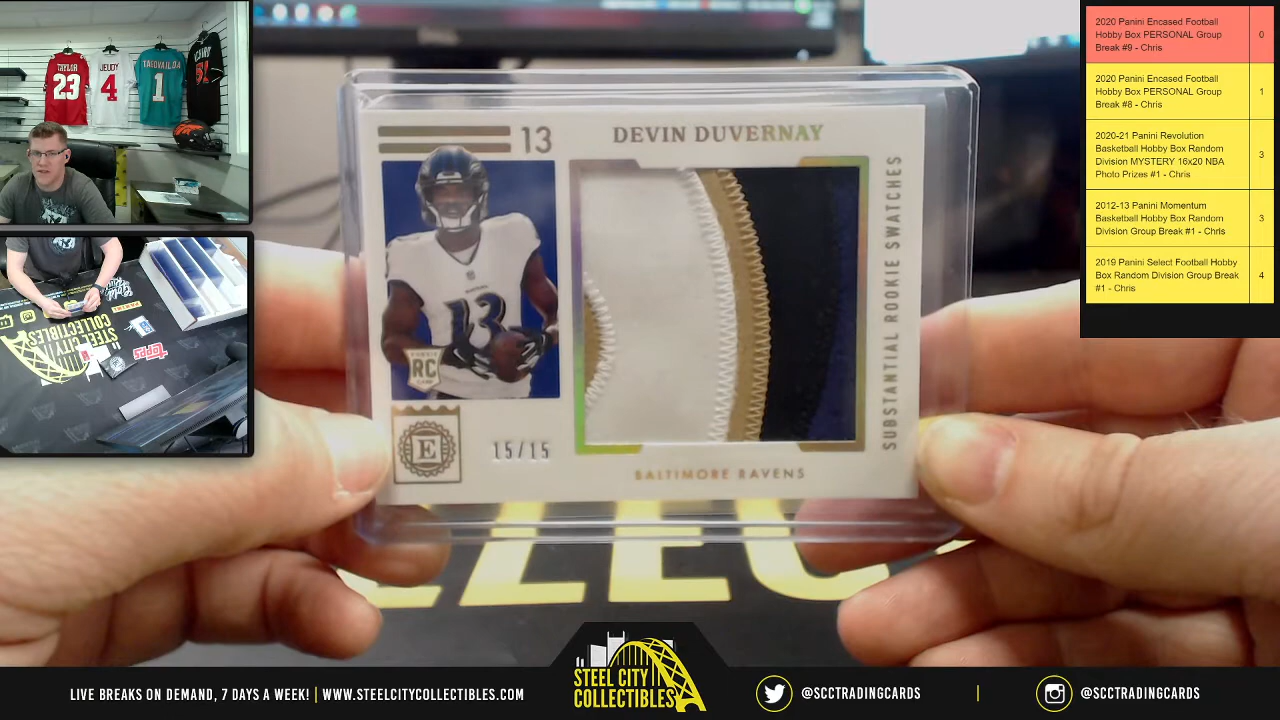 TAYLOR
23
JEUDY
4
TAGOVAILOA
1
2020 Panini Encased Football
Hobby Box PERSONAL Group
Break #9 - Chris
0
2020 Panini Encased Football
Hobby Box PERSONAL Group
Break #8 - Chris
1
2020-21 Panini Revolution
Basketball Hobby Box Random
Division MYSTERY 16x20 NBA
Photo Prizes #1 - Chris
3
2012-13 Panini Momentum
Basketball Hobby Box Random
Division Group Break #1 - Chris
3
2019 Panini Select Football Hobby
Box Random Division Group Break
#1 - Chris
4
13
DEVIN DUVERNAY
SUBSTANTIAL ROOKIE SWATCHES
13
RC
E
15/15
BALTIMORE RAVENS
STEEL CITY
COLLECTIBLES
topps
LIVE BREAKS ON DEMAND, 7 DAYS A WEEK! | WWW.STEELCITYCOLLECTIBLES.COM
STEEL CITY
COLLECTIBLES
@SCCTRADINGCARDS
|
@SCCTRADINGCARDS